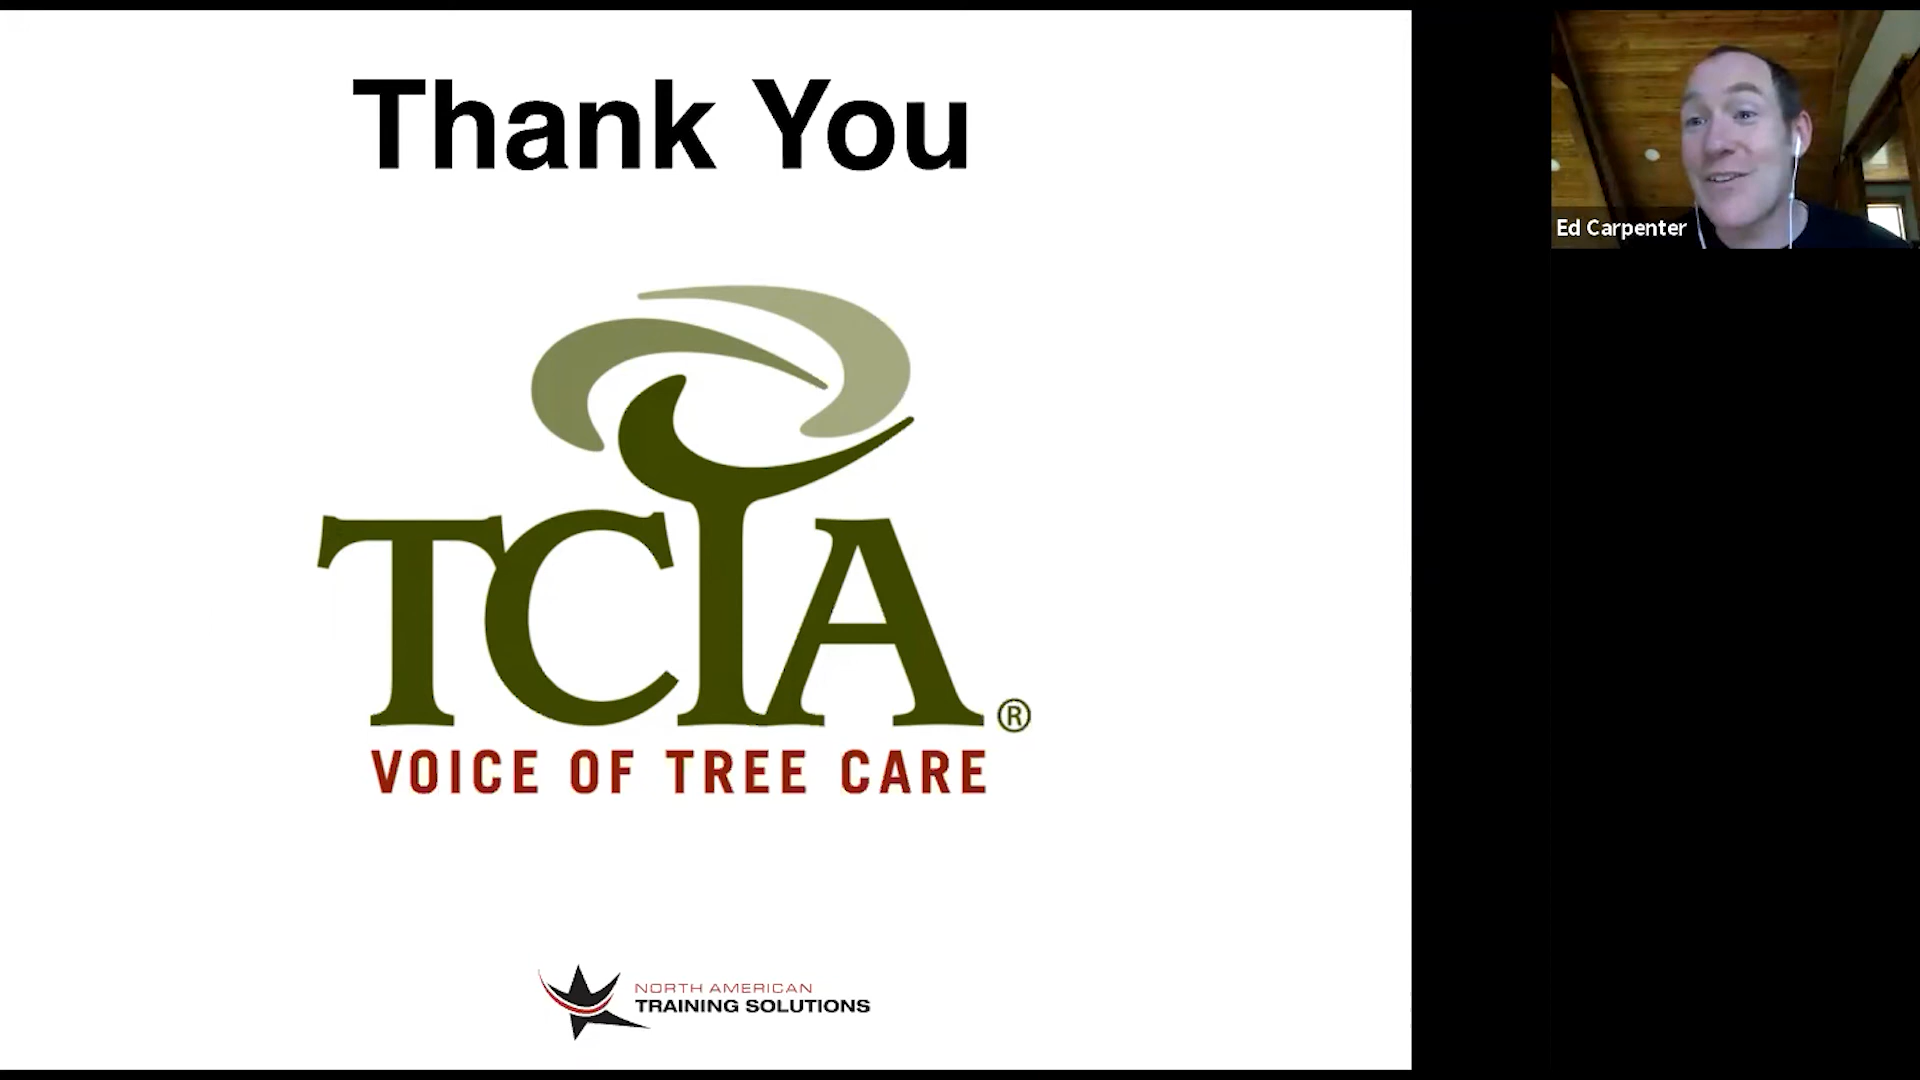 Thank You
TCIA®
VOICE OF TREE CARE
NORTH AMERICAN
TRAINING SOLUTIONS
Ed Carpenter